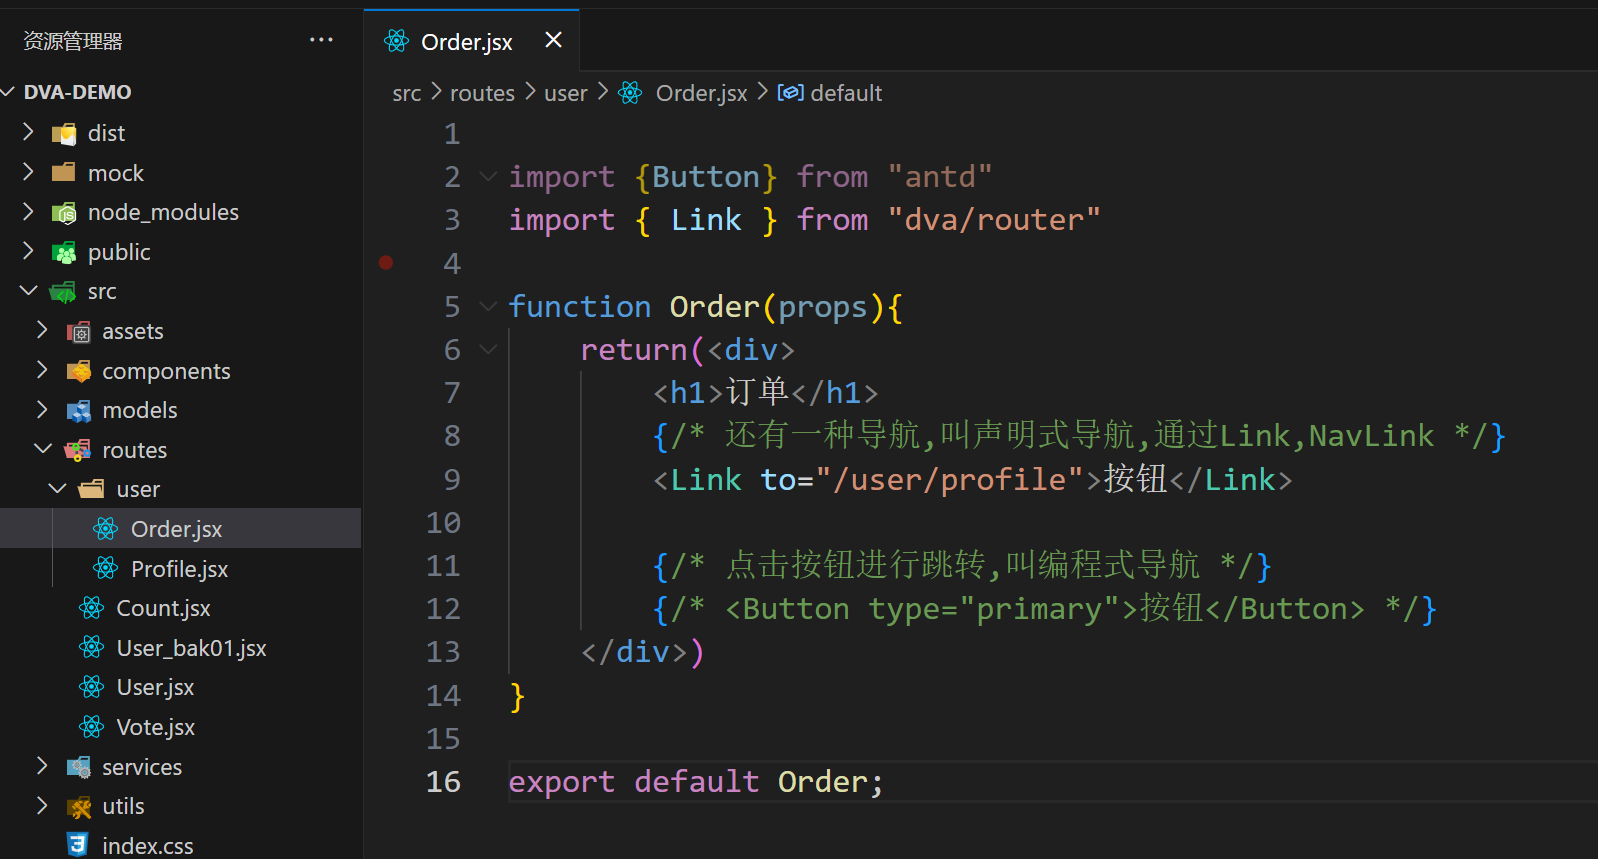 资源管理器
DVA-DEMO
dist
mock
node_modules
public
src
assets
components
models
routes
user
Order.jsx
Profile.jsx
Count.jsx
User_bak01.jsx
User.jsx
Vote.jsx
services
utils
index.css
Order.jsx
src > routes > user > Order.jsx > default
1
2 import {Button} from "antd"
3 import { Link } from "dva/router"
4
5 function Order(props){
6 return(<div>
7 <h1>订单</h1>
8 {/* 还有一种导航,叫声明式导航,通过Link,NavLink */}
9 <Link to="/user/profile">按钮</Link>
10
11 {/* 点击按钮进行跳转,叫编程式导航 */}
12 {/* <Button type="primary">按钮</Button> */}
13 </div>)
14 }
15
16 export default Order;